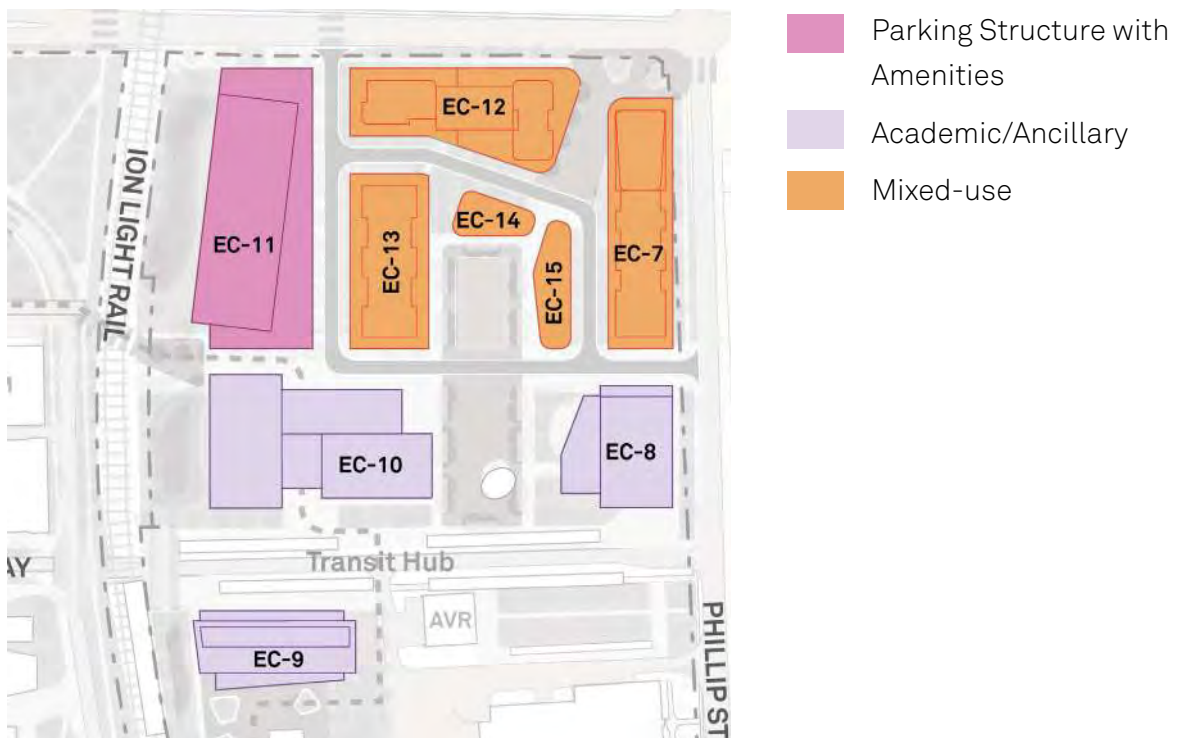 Parking Structure with
Amenities
Academic/Ancillary
Mixed-use
EC-12
EC-14
EC-11
EC-13
EC-15
EC-7
ION LIGHT RAIL
EC-10
EC-8
Transit Hub
AY
AVR
EC-9
PHILLIP ST